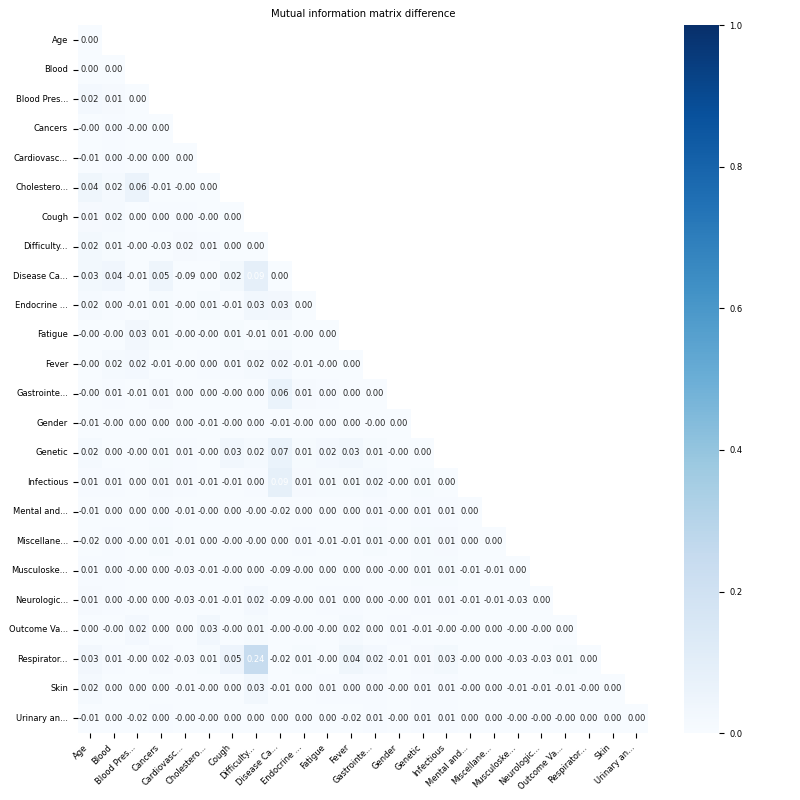 Mutual information matrix difference
Age 0.00
Blood 0.00 0.00
Blood Pres... 0.02 0.01 0.00
Cancers -0.00 0.00 -0.00 0.00
Cardiovasc... -0.01 0.00 -0.00 0.00 0.00
Cholestero... 0.04 0.02 0.06 -0.01 -0.00 0.00
Cough 0.01 0.02 0.00 0.00 0.00 -0.00 0.00
Difficulty... 0.02 0.01 -0.00 -0.03 0.02 0.01 0.00 0.00
Disease Ca... 0.03 0.04 -0.01 0.05 -0.09 0.00 0.02 0.09 0.00
Endocrine ... 0.02 0.00 -0.01 0.01 -0.00 0.01 -0.01 0.03 0.03 0.00
Fatigue -0.00 -0.00 0.03 0.01 -0.00 -0.00 0.01 -0.01 0.01 -0.00 0.00
Fever -0.00 0.02 0.02 -0.01 -0.00 0.00 0.01 0.02 0.02 -0.01 -0.00 0.00
Gastrointe... -0.00 0.01 -0.01 0.01 0.00 0.00 -0.00 0.00 0.06 0.01 0.00 0.00 0.00
Gender -0.01 -0.00 0.00 0.00 0.00 -0.01 -0.00 0.00 -0.01 -0.00 0.00 0.00 -0.00 0.00
Genetic 0.02 0.00 -0.00 0.01 0.01 -0.00 0.03 0.02 0.07 0.01 0.02 0.03 0.01 -0.00 0.00
Infectious 0.01 0.01 0.00 0.01 -0.01 0.01 -0.01 0.00 0.09 0.01 0.01 0.01 0.02 -0.00 0.01 0.00
Mental and... -0.01 0.00 0.00 0.00 -0.01 -0.00 0.00 -0.00 -0.02 0.00 0.00 0.00 0.01 -0.00 0.01 0.01 0.00
Miscellane... -0.02 0.00 0.00 0.01 -0.01 0.00 -0.00 -0.00 0.00 0.01 -0.01 -0.01 0.01 -0.00 0.01 0.01 0.00 0.00
Musculoske... 0.01 0.00 -0.00 0.00 -0.03 -0.01 -0.00 0.00 -0.09 -0.00 0.00 0.00 0.00 -0.00 0.01 0.01 -0.01 -0.01 0.00
Neurologic... 0.01 0.00 -0.00 0.00 -0.03 -0.01 -0.01 0.02 -0.09 -0.00 0.01 0.00 0.00 -0.00 0.01 0.01 -0.01 -0.01 -0.03 0.00
Outcome Va... 0.00 -0.00 0.02 0.00 0.00 0.03 -0.00 0.01 -0.00 -0.00 -0.00 0.02 0.00 0.01 -0.01 0.00 -0.00 0.00 -0.00 -0.00 0.00
Respirator... 0.03 0.01 -0.00 0.02 -0.03 0.01 0.05 0.24 -0.02 0.01 -0.00 0.04 0.02 -0.01 0.01 0.03 -0.00 0.00 -0.03 -0.03 0.01 0.00
Skin 0.02 0.00 0.00 0.00 -0.01 -0.00 0.00 0.03 -0.01 0.00 0.01 0.00 0.00 -0.00 0.01 0.01 -0.00 0.00 -0.01 -0.01 -0.01 -0.00 0.00
Urinary an... -0.01 0.00 -0.02 0.00 -0.00 0.00 0.00 0.00 0.00 -0.00 0.00 -0.02 0.01 -0.00 0.01 0.01 0.00 0.00 -0.00 -0.00 -0.00 0.00 0.00 0.00
Age Blood Blood Pres... Cancers Cardiovasc... Cholestero... Cough Difficulty... Disease Ca... Endocrine ... Fatigue Fever Gastrointe... Gender Genetic Infectious Mental and... Miscellane... Musculoske... Neurologic... Outcome Va... Respirator... Skin Urinary an...
1.0
0.8
0.6
0.4
0.2
0.0